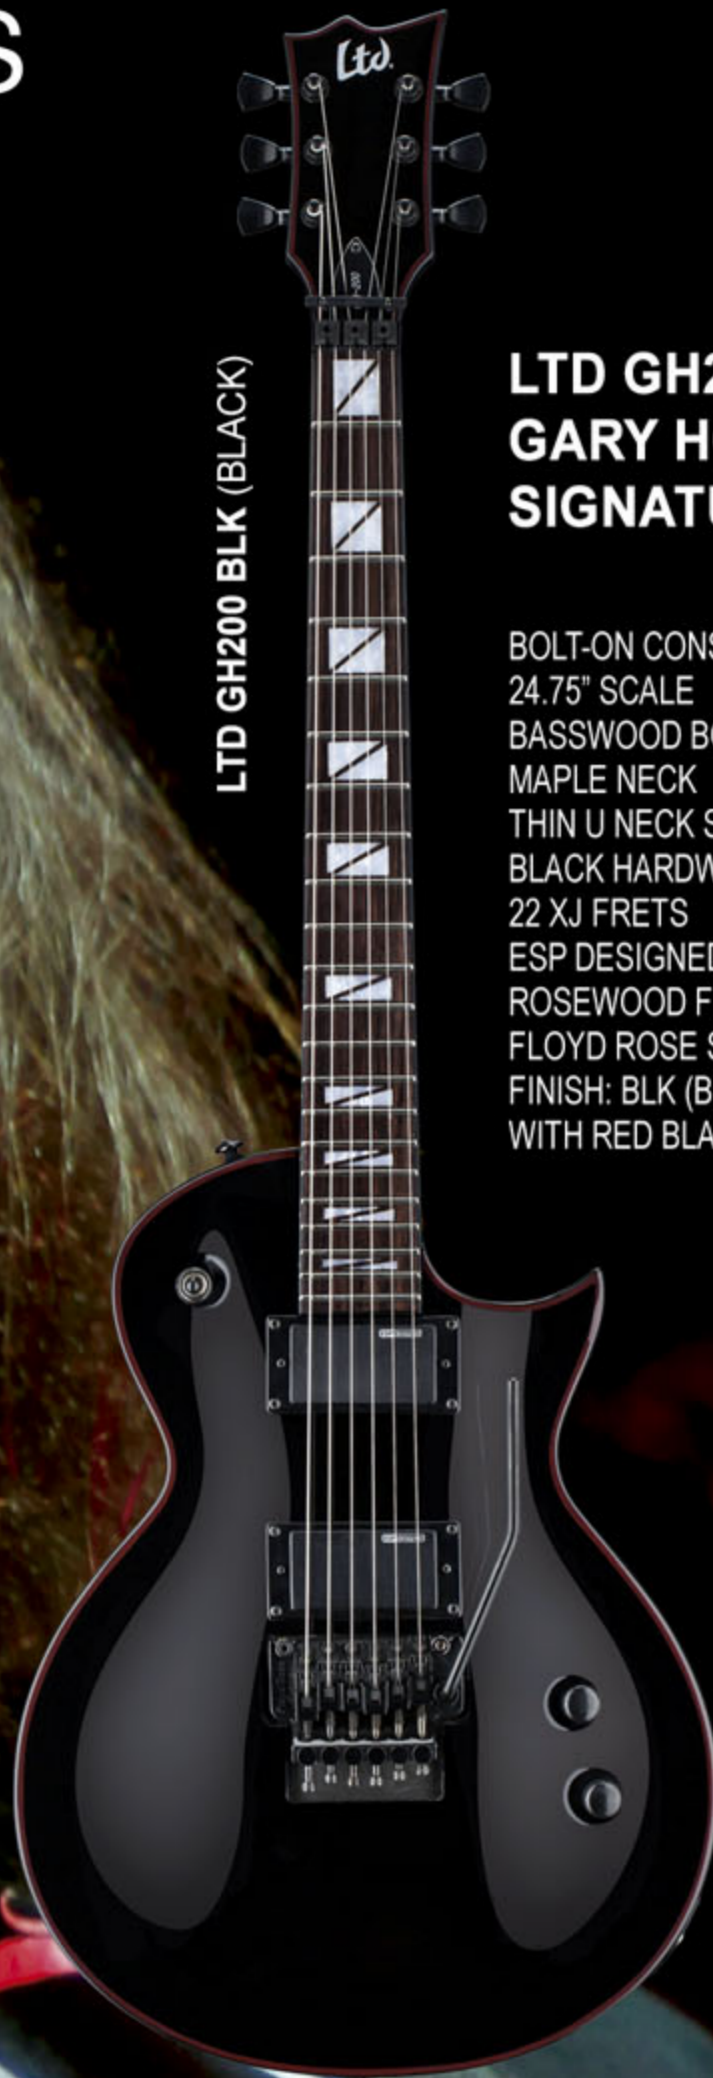 S
Ltd.
LTD GH200 BLK (BLACK)
LTD GH2
GARY H
SIGNATU
BOLT-ON CONS
24.75” SCALE
BASSWOOD BO
MAPLE NECK
THIN U NECK S
BLACK HARDW
22 XJ FRETS
ESP DESIGNED
ROSEWOOD F
FLOYD ROSE S
FINISH: BLK (B
WITH RED BLA